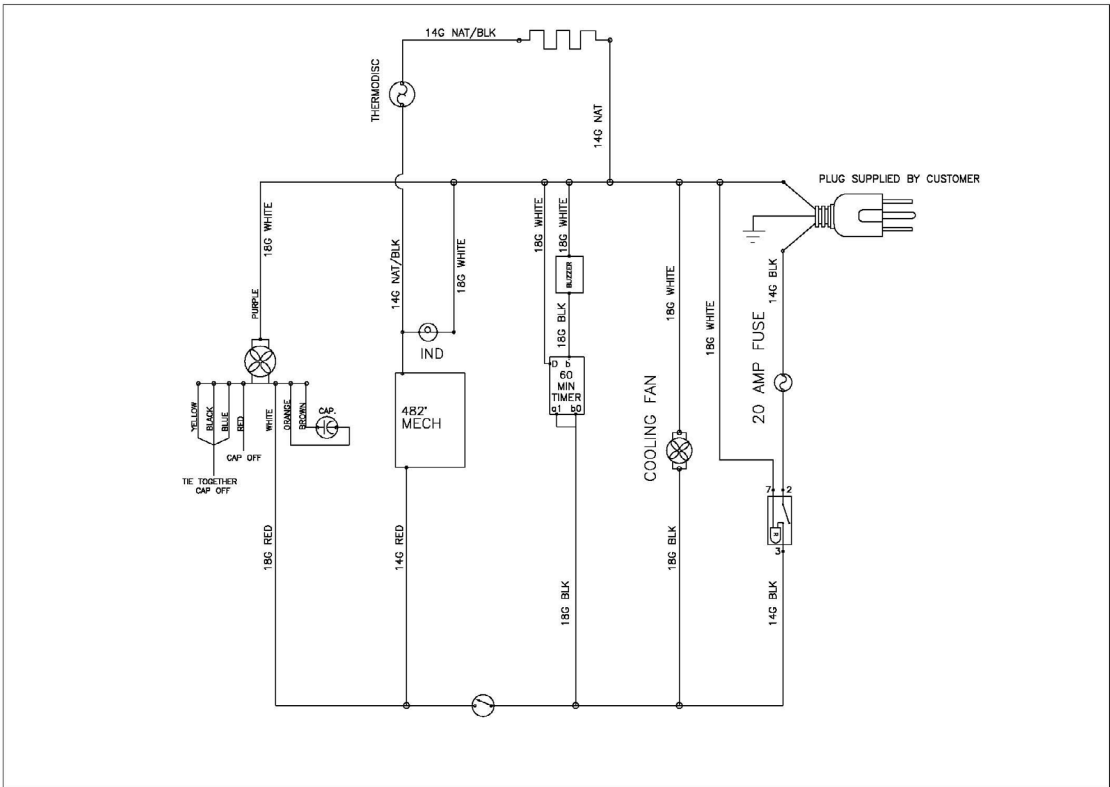 14G NAT/BLK
THERMODISC
14G NAT
PLUG SUPPLIED BY CUSTOMER
18G WHITE
14G NAT/BLK
18G WHITE
18G WHITE
18G WHITE
BUZZER
18G BLK
18G WHITE
18G WHITE
14G BLK
20 AMP FUSE
PURPLE
IND
D b
60
MIN
TIMER
a1 b0
482°
MECH
YELLOW
BLACK
BLUE
RED
WHITE
ORANGE
BROWN
CAP.
CAP OFF
TIE TOGETHER
CAP OFF
COOLING FAN
7 2
R
3
18G RED
14G RED
18G BLK
18G BLK
14G BLK